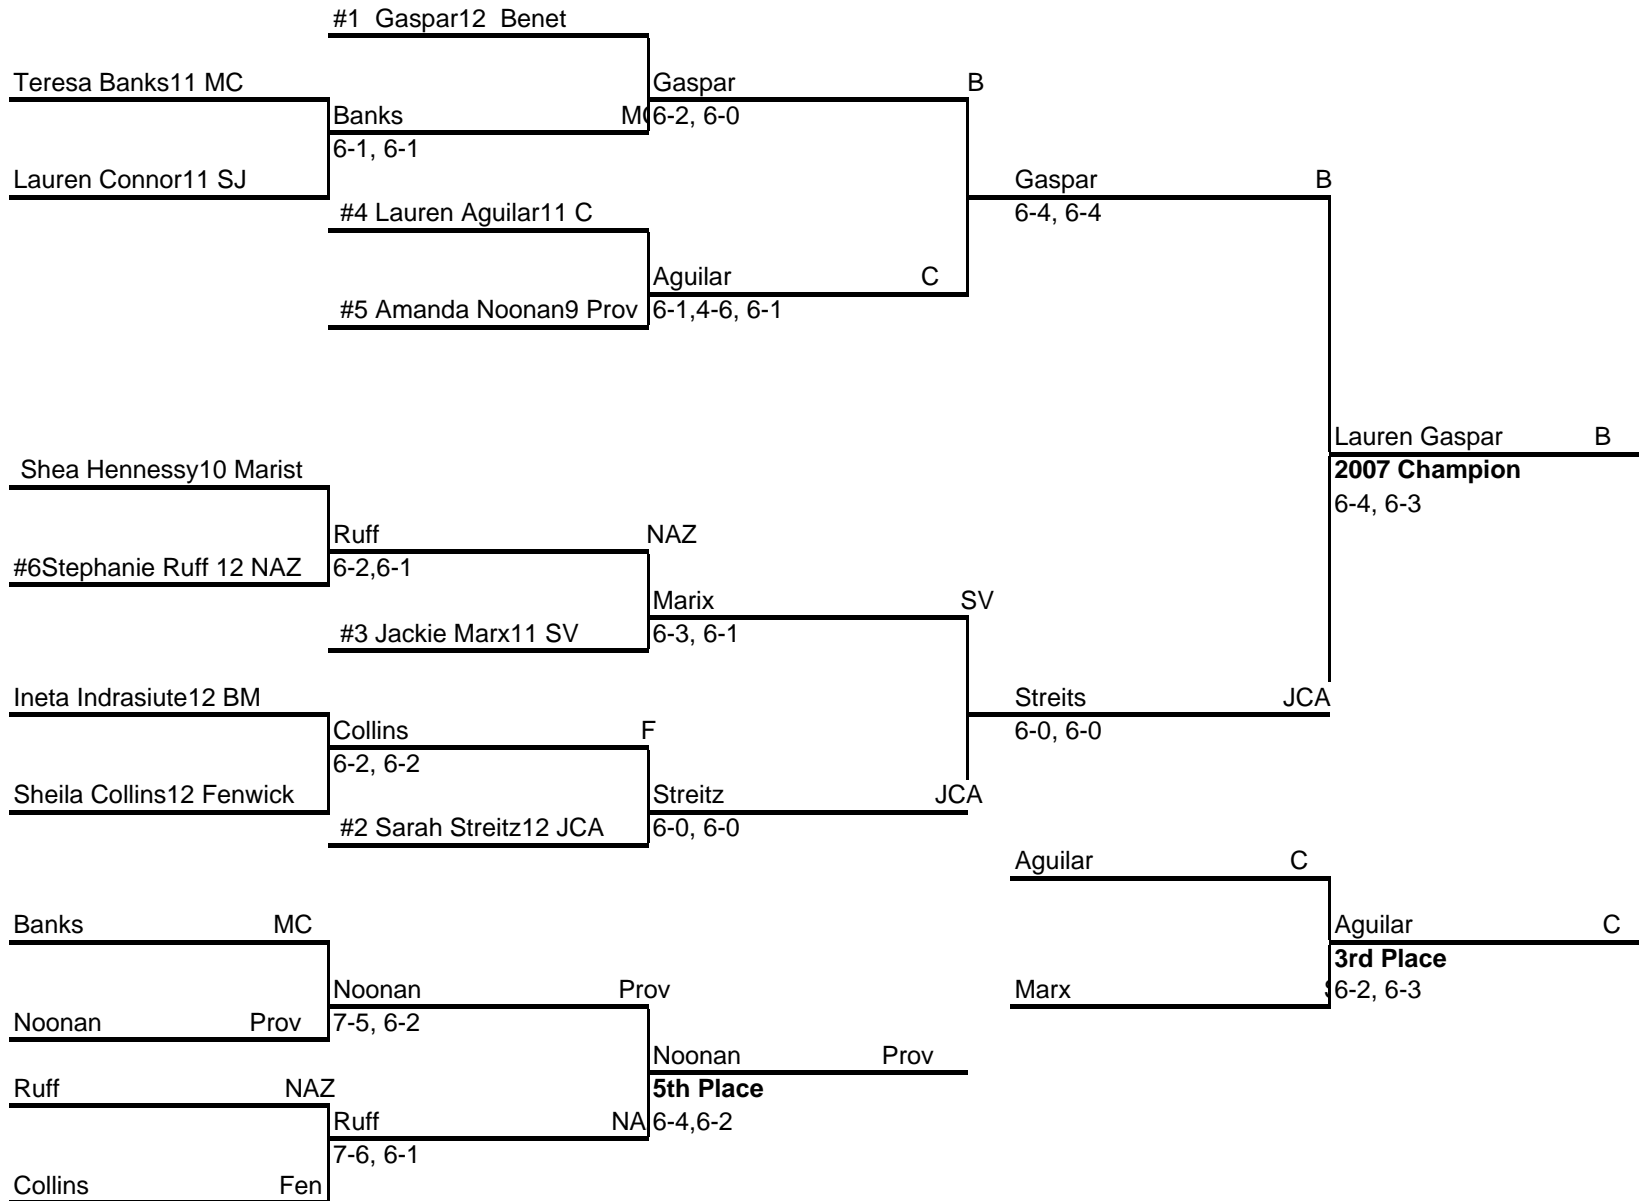 #1  Gaspar12  Benet
Teresa Banks11 MC
Gaspar B
Banks
6-2, 6-0
6-1, 6-1
Lauren Connor11 SJ
Gaspar B
#4 Lauren Aguilar11 C
6-4, 6-4
Aguilar C
#5 Amanda Noonan9 Prov
6-1,4-6, 6-1
Lauren Gaspar B
Shea Hennessy10 Marist
2007 Champion
6-4, 6-3
Ruff NAZ
#6Stephanie Ruff 12 NAZ
6-2,6-1
Marix SV
#3 Jackie Marx11 SV
6-3, 6-1
Ineta Indrasiute12 BM
Streits JCA
Collins F
6-0, 6-0
6-2, 6-2
Sheila Collins12 Fenwick
Streitz JCA
#2 Sarah Streitz12 JCA
6-0, 6-0
Aguilar C
Banks MC
Aguilar C
3rd Place
Noonan Prov
Marx
6-2, 6-3
Noonan Prov
7-5, 6-2
Noonan Prov
Ruff NAZ
5th Place
Ruff NA
6-4,6-2
7-6, 6-1
Collins Fen